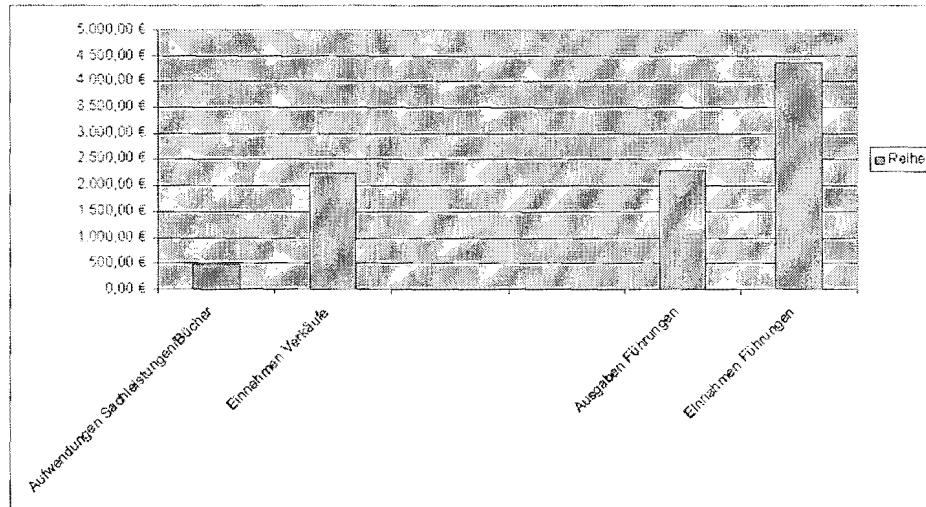 5.000,00 €
4.500,00 €
4.000,00 €
3.500,00 €
3.000,00 €
2.500,00 €
2.000,00 €
1.500,00 €
1.000,00 €
500,00 €
0,00 €
Reihe
Aufwendungen Sachleistungen/Bücher
Einnahmen Verkäufe
Ausgaben Führungen
Einnahmen Führungen